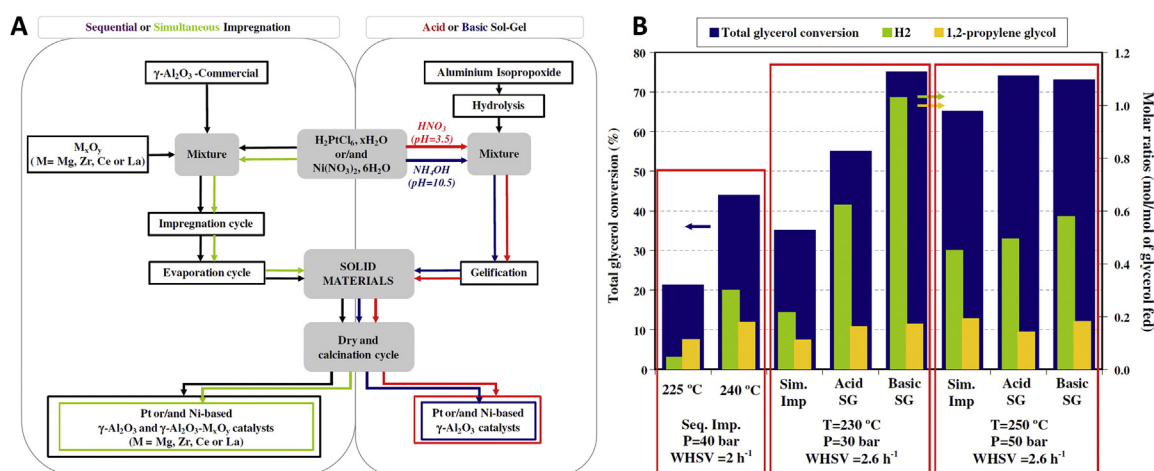 A
Sequential or Simultaneous Impregnation
Acid or Basic Sol-Gel
γ-Al2O3 -Commercial
Aluminium Isopropoxide
Hydrolysis
MxOy
( M= Mg, Zr, Ce or La)
Mixture
H2PtCl6, xH2O
or/and
Ni(NO3)2, 6H2O
HNO3
(pH=3.5)
NH4OH
(pH=10.5)
Mixture
Impregnation cycle
Evaporation cycle
SOLID
MATERIALS
Gelification
Dry and
calcination cycle
Pt or/and Ni-based
γ-Al2O3 and γ-Al2O3-MxOy catalysts
(M = Mg, Zr, Ce or La)
Pt or/and Ni-based
γ-Al2O3 catalysts
B
Total glycerol conversion
H2
1,2-propylene glycol
Total glycerol conversion (%)
80
70
60
50
40
30
20
10
0
Molar ratios (mol/mol of glycerol fed)
1.2
1.0
0.8
0.6
0.4
0.2
0.0
225 ºC
240 ºC
Sim.
Imp
Acid
SG
Basic
SG
Sim.
Imp
Acid
SG
Basic
SG
Seq. Imp.
P=40 bar
WHSV =2 h-1
T=230 ºC
P=30 bar
WHSV =2.6 h-1
T=250 ºC
P=50 bar
WHSV =2.6 h-1